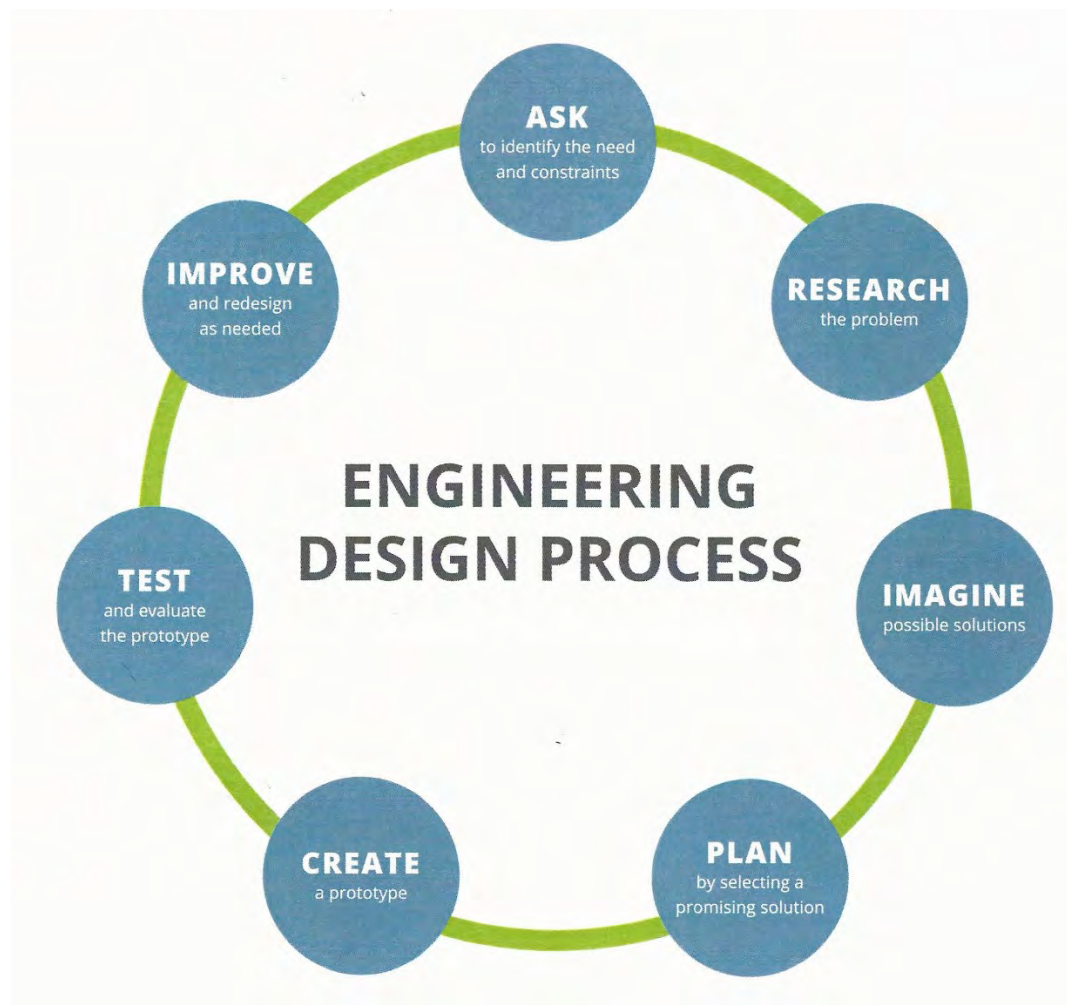 ASK
to identify the need
and constraints
RESEARCH
the problem
IMAGINE
possible solutions
PLAN
by selecting a
promising solution
CREATE
a prototype
TEST
and evaluate
the prototype
IMPROVE
and redesign
as needed
ENGINEERING
DESIGN PROCESS